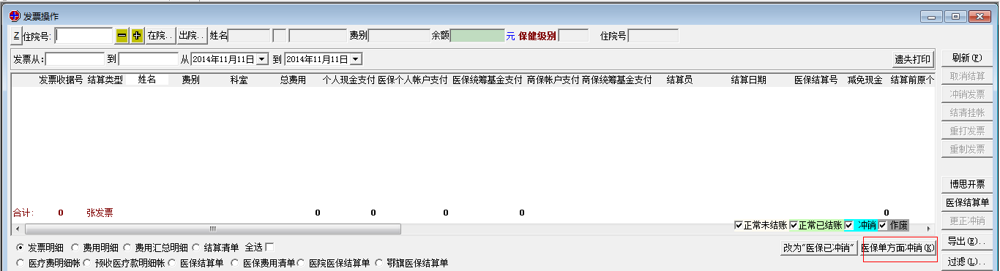 发票操作
Z 住院号: 在院.. 出院.. 姓名 费别 余额 元 保健级别 住院号
发票从: 到 从 2014年11月11日 到 2014年11月11日 遗失打印
发票收据号 结算类型 姓名 费别 科室 总费用 个人现金支付 医保个人帐户支付 医保统筹基金支付 商保帐户支付 商保统筹基金支付 结算员 结算日期 医保结算号 减免现金 结算前原个
合计: 0 张发票 0 0 0 0 0
正常未结账 正常已结账 冲销 作废
发票明细 费用明细 费用汇总明细 结算清单 全选
改为"医保已冲销" 医保单方面冲销(K)
医疗费明细帐 预收医疗款明细帐 医保结算单 医保费用清单 医院医保结算单 鄂旗医保结算单
刷新(F)
取消结算
冲销发票
结清挂帐
重打发票
重制发票
博思开票
医保结算单
更正冲销
导出(E)..
过滤(L)..